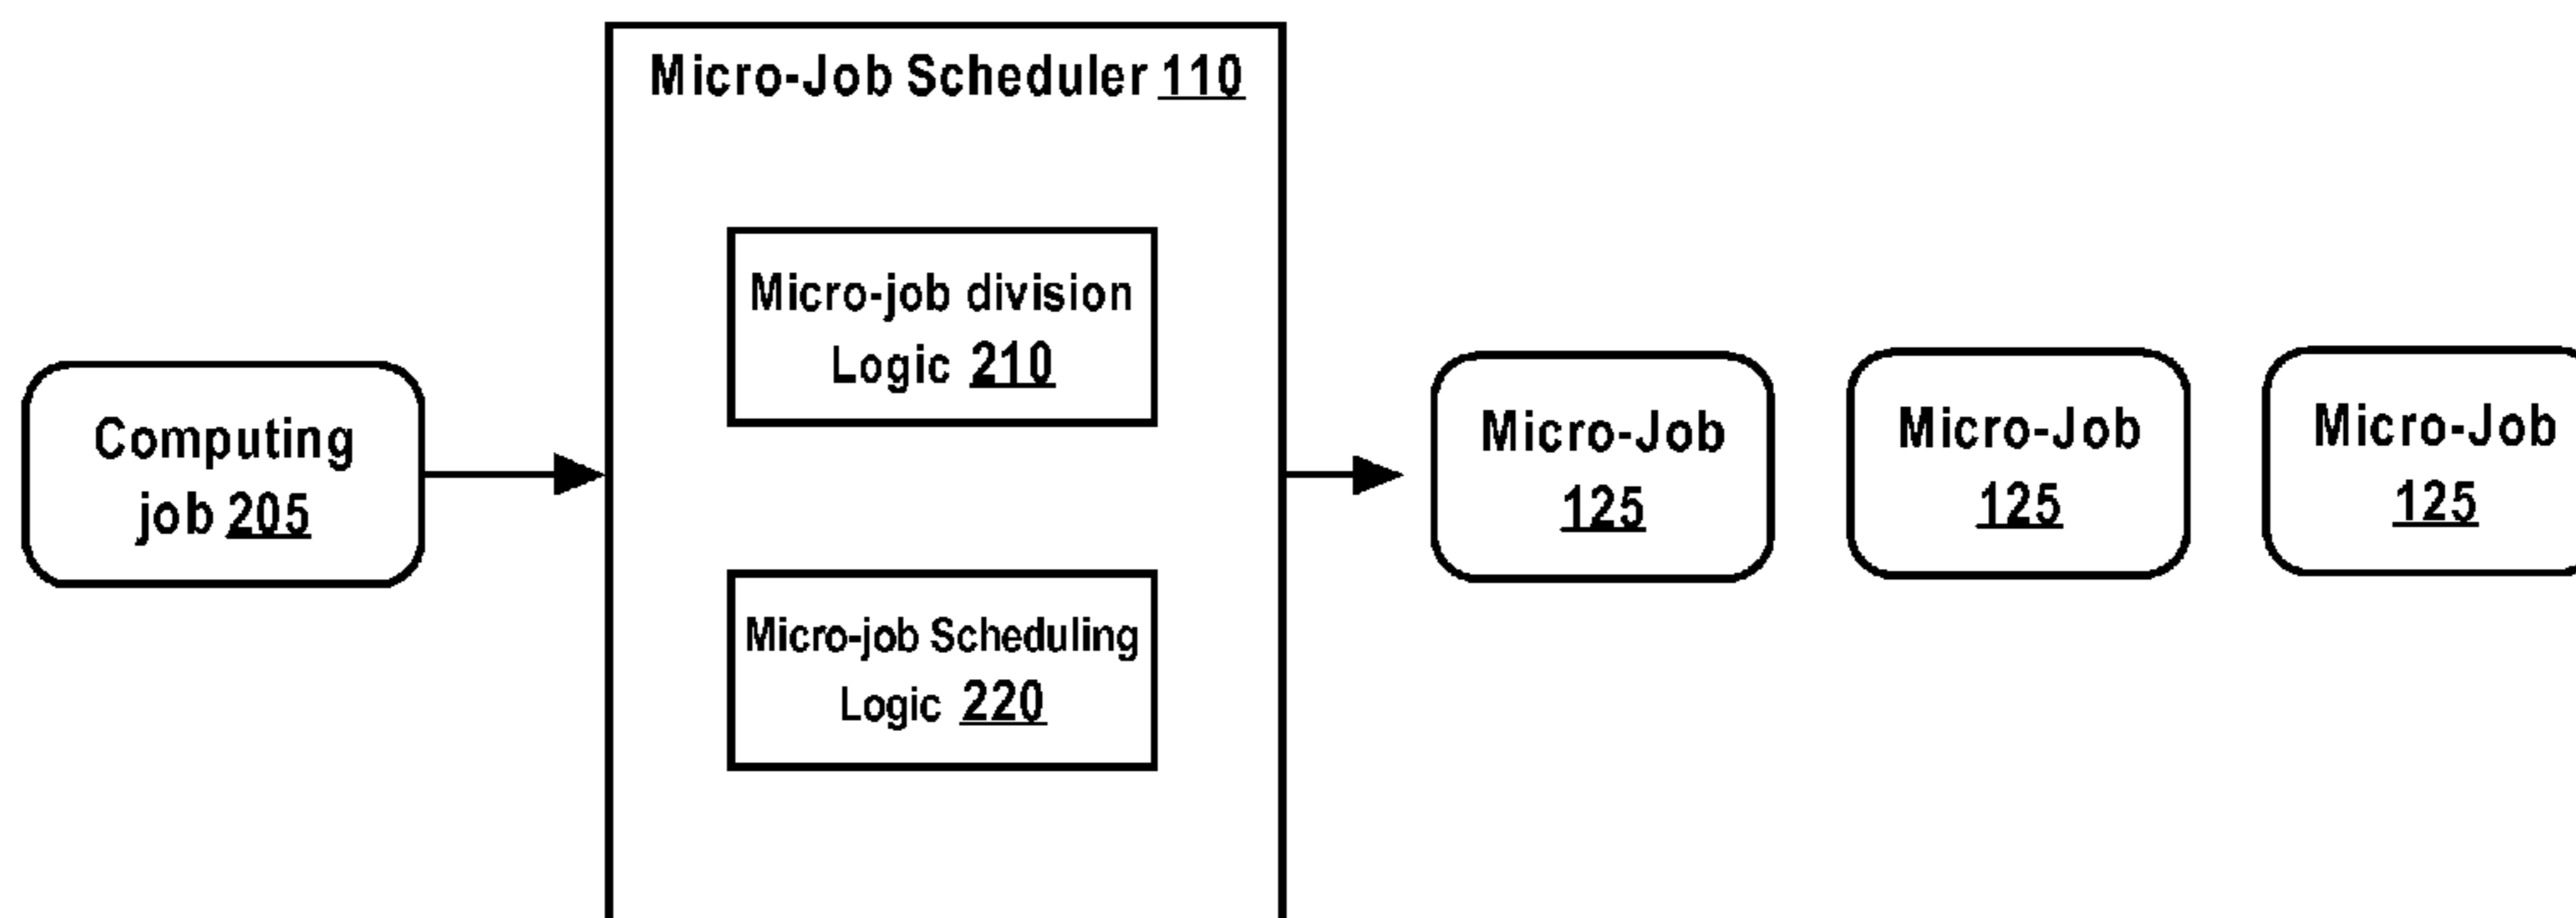 Micro-Job Scheduler 110
Micro-job division
Logic 210
Computing
job 205
Micro-job Scheduling
Logic 220
Micro-Job
125
Micro-Job
125
Micro-Job
125